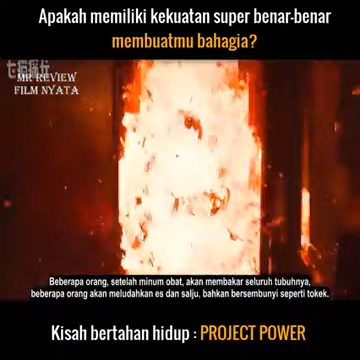 Apakah memiliki kekuatan super benar-benar
membuatmu bahagia?
MR REVIEW
FILM NYATA
Beberapa orang, setelah minum obat, akan membakar seluruh tubuhnya,
beberapa orang akan meludahkan es dan salju, bahkan bersembunyi seperti tokek.
Kisah bertahan hidup : PROJECT POWER